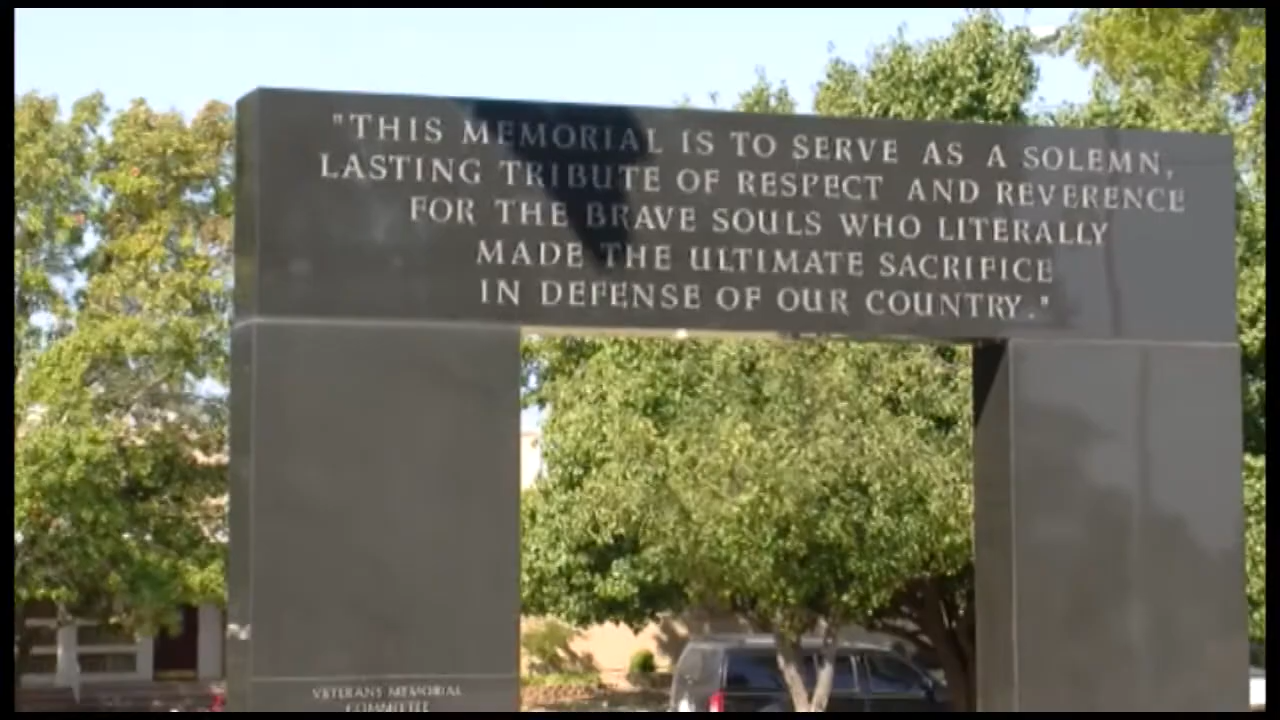 "THIS MEMORIAL IS TO SERVE AS A SOLEMN,
LASTING TRIBUTE OF RESPECT AND REVERENCE
FOR THE BRAVE SOULS WHO LITERALLY
MADE THE ULTIMATE SACRIFICE
IN DEFENSE OF OUR COUNTRY."
VETERANS MEMORIAL
COMMITTEE